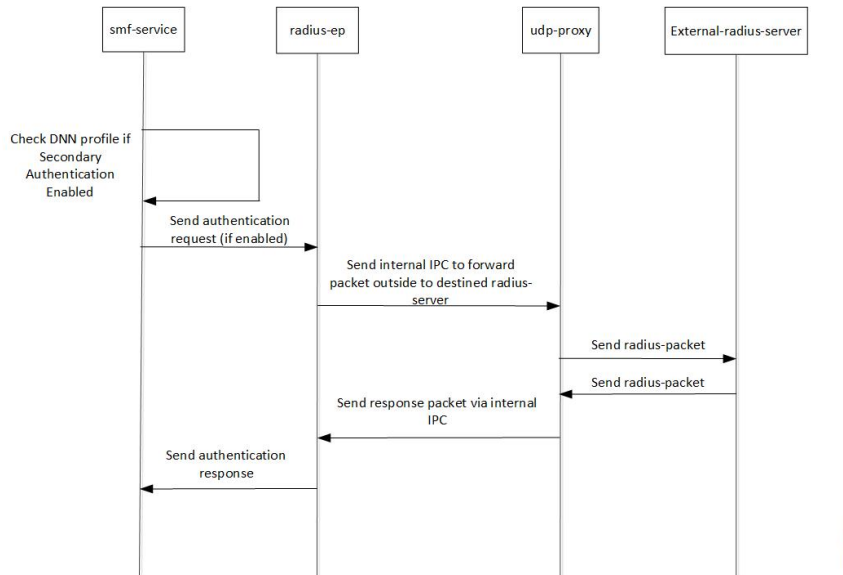 smf-service
radius-ep
udp-proxy
External-radius-server
Check DNN profile if
Secondary
Authentication
Enabled
Send authentication
request (if enabled)
Send internal IPC to forward
packet outside to destined radius-
server
Send radius-packet
Send radius-packet
Send response packet via internal
IPC
Send authentication
response